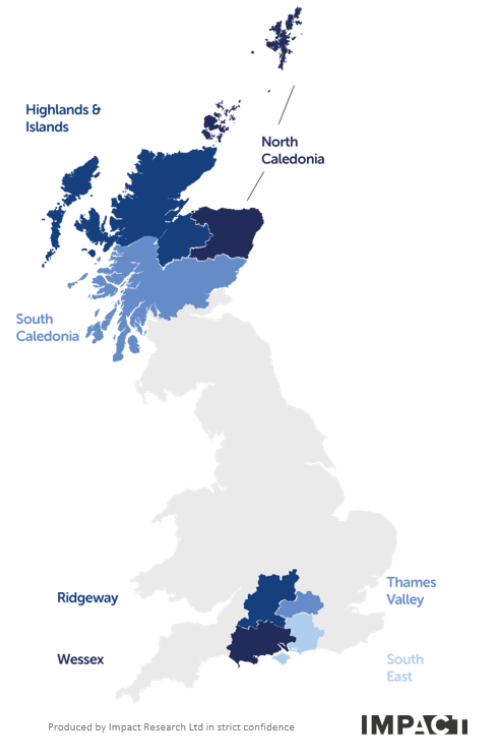 Highlands &
Islands
North
Caledonia
South
Caledonia
Ridgeway
Thames
Valley
Wessex
South
East
Produced by Impact Research Ltd in strict confidence
IMPACT